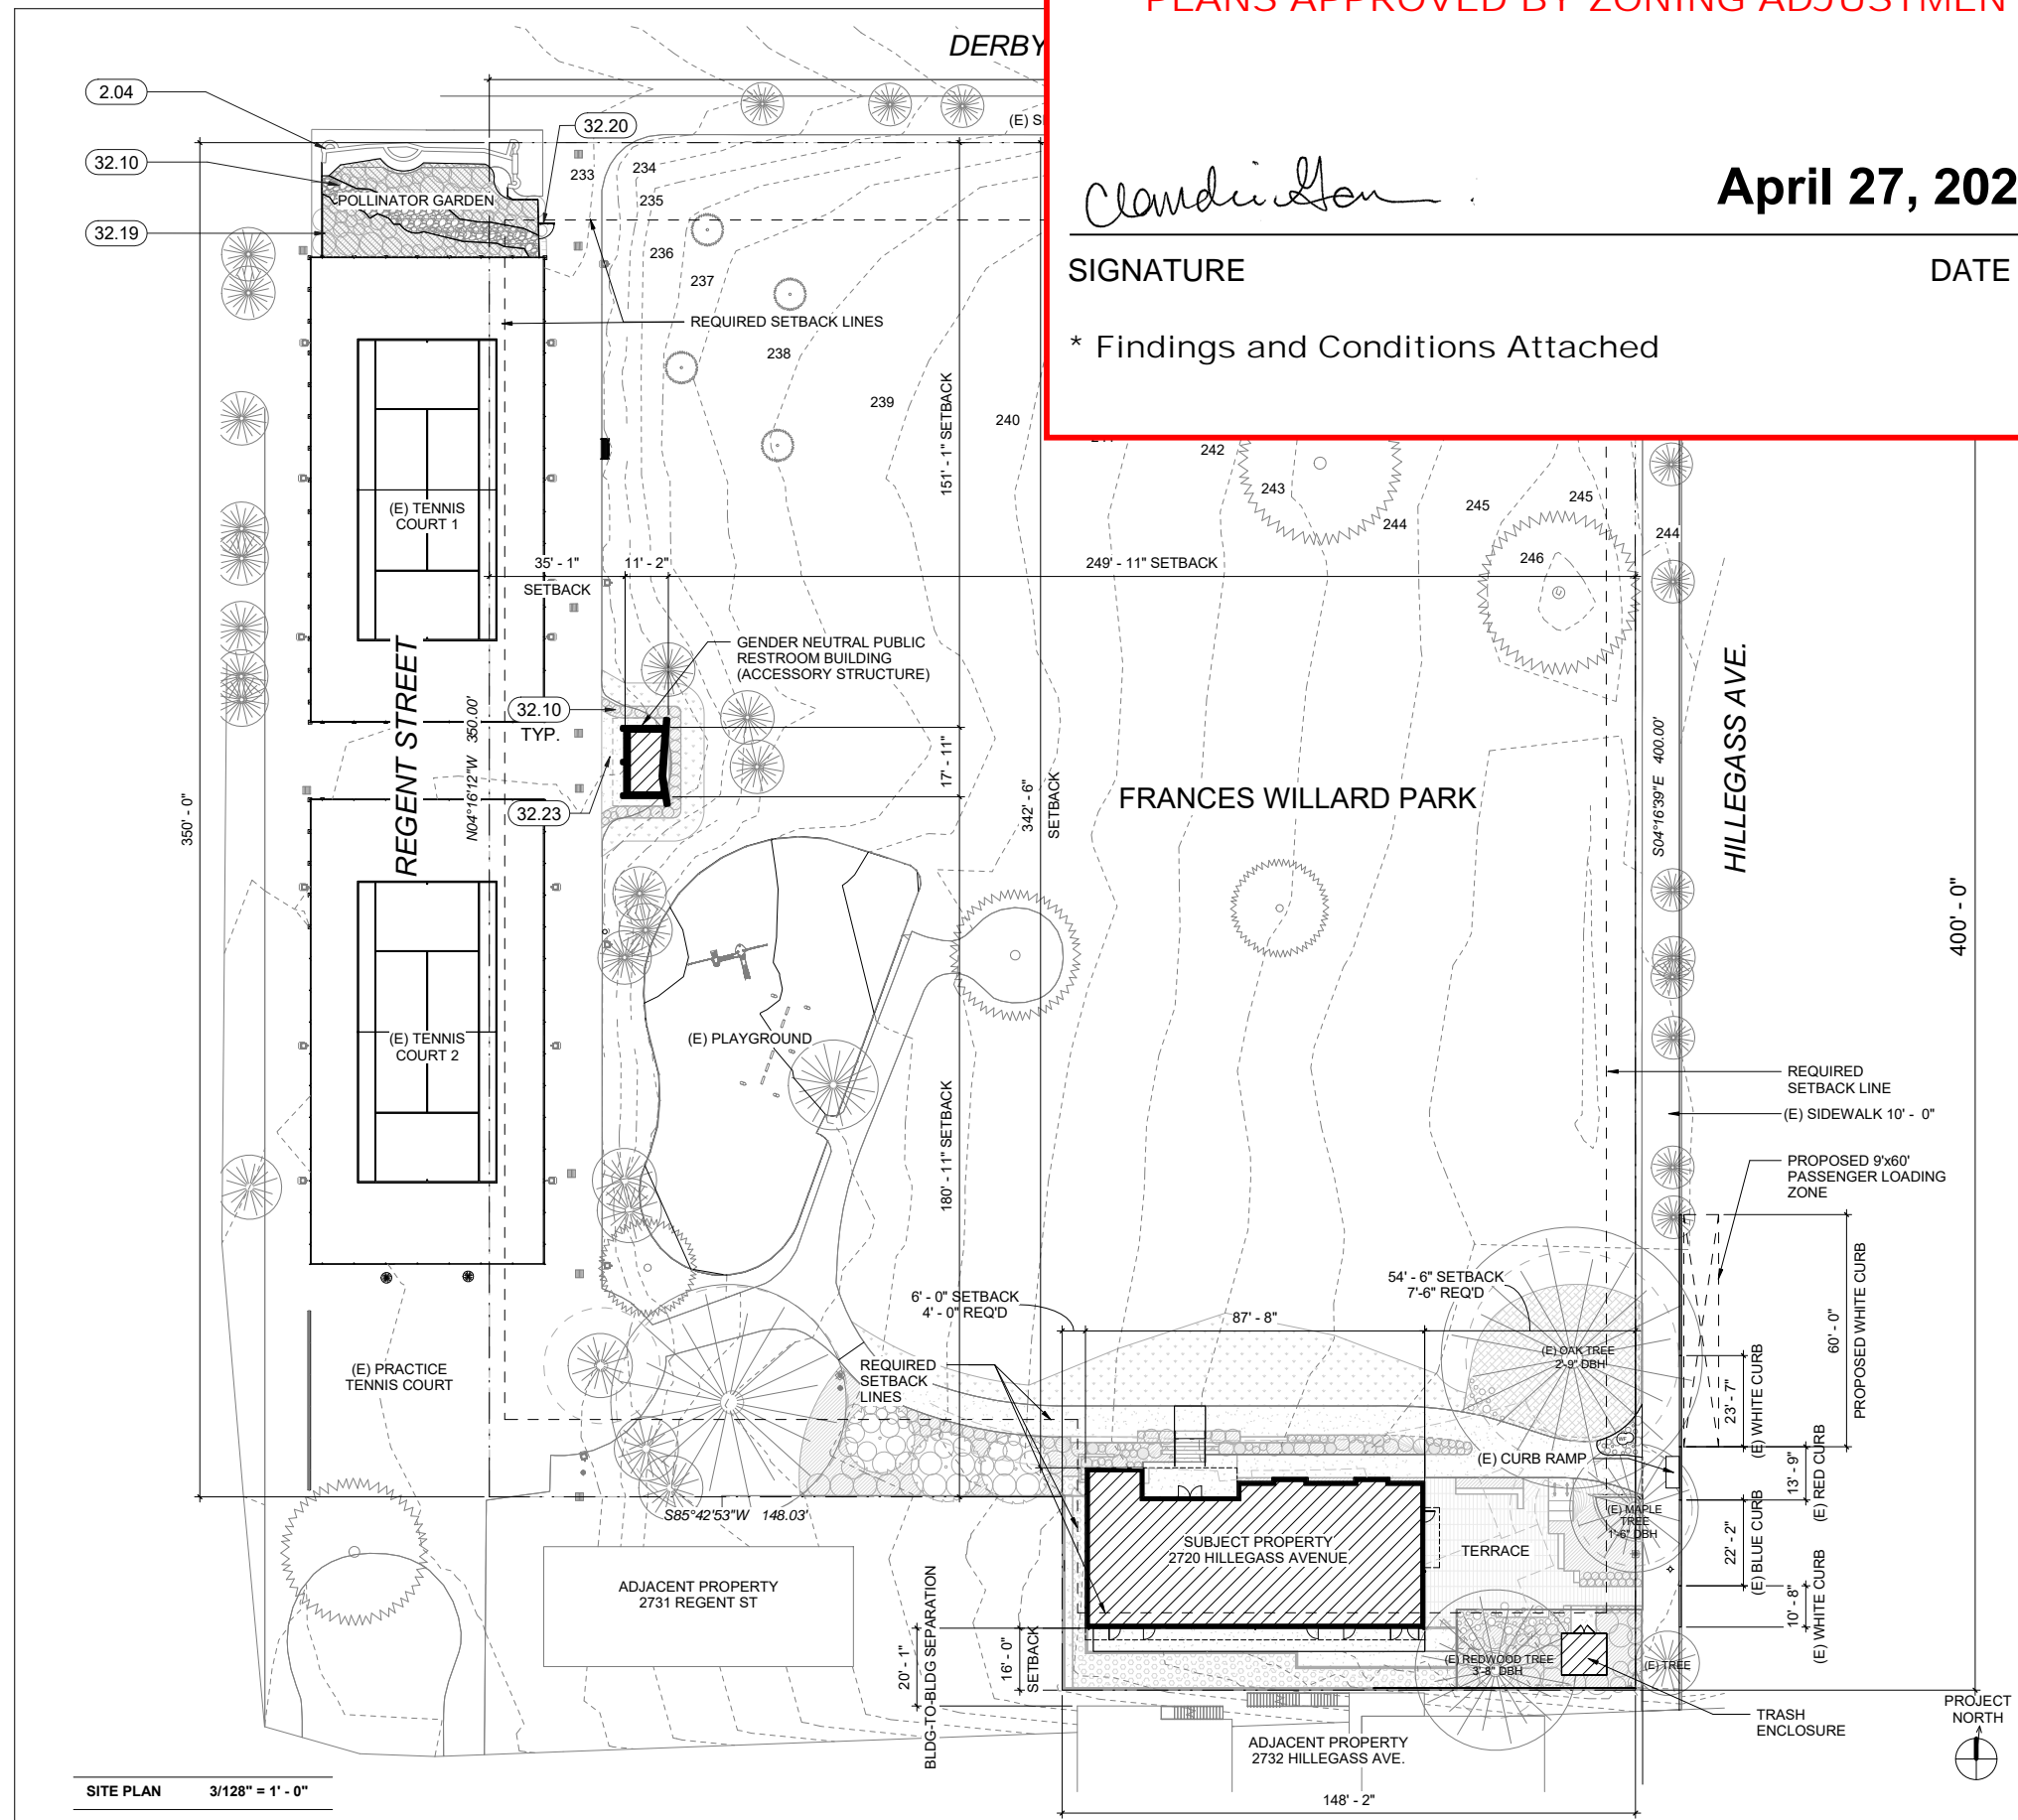 PLANS APPROVED BY ZONING ADJUSTMEN
April 27, 202
SIGNATURE
DATE
* Findings and Conditions Attached
DERBY
2.04
32.20
32.10
32.19
POLLINATOR GARDEN
(E) S
233
234
235
236
237
238
239
240
242
243
244
245
245
246
244
REQUIRED SETBACK LINES
151' - 1" SETBACK
(E) TENNIS
COURT 1
35' - 1"
SETBACK
11' - 2"
249' - 11" SETBACK
GENDER NEUTRAL PUBLIC
RESTROOM BUILDING
(ACCESSORY STRUCTURE)
REGENT STREET
N04°16'12"W 350.00'
350' - 0"
32.10
TYP.
32.23
17' - 11"
342' - 6"
SETBACK
FRANCES WILLARD PARK
S04°16'39"E 400.00'
HILLEGASS AVE.
400' - 0"
(E) TENNIS
COURT 2
(E) PLAYGROUND
180' - 11" SETBACK
REQUIRED
SETBACK LINE
(E) SIDEWALK 10' - 0"
PROPOSED 9'x60'
PASSENGER LOADING
ZONE
6' - 0" SETBACK
4' - 0" REQ'D
87' - 8"
54' - 6" SETBACK
7'-6" REQ'D
60' - 0"
PROPOSED WHITE CURB
(E) OAK TREE
2'-9" DBH
23' - 7"
(E) WHITE CURB
(E) PRACTICE
TENNIS COURT
REQUIRED
SETBACK
LINES
(E) CURB RAMP
13' - 9"
(E) RED CURB
(E) MAPLE
TREE
1'-6" DBH
22' - 2"
(E) BLUE CURB
10' - 8"
(E) WHITE CURB
S85°42'53"W 148.03'
SUBJECT PROPERTY
2720 HILLEGASS AVENUE
TERRACE
ADJACENT PROPERTY
2731 REGENT ST
20' - 1"
BLDG-TO-BLDG SEPARATION
16' - 0"
SETBACK
(E) REDWOOD TREE
3'-8" DBH
(E) TREE
TRASH
ENCLOSURE
PROJECT
NORTH
ADJACENT PROPERTY
2732 HILLEGASS AVE.
148' - 2"
SITE PLAN 3/128" = 1' - 0"